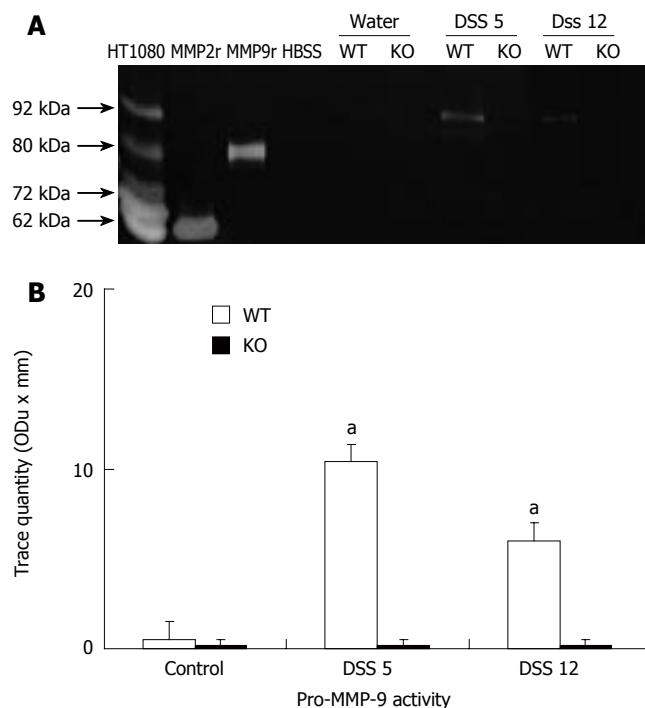 A
Water DSS 5 Dss 12
HT1080 MMP2r MMP9r HBSS WT KO WT KO WT KO
92 kDa
80 kDa
72 kDa
62 kDa
B
20
WT
KO
a
10
a
0
Trace quantity (ODu x mm)
Control DSS 5 DSS 12
Pro-MMP-9 activity